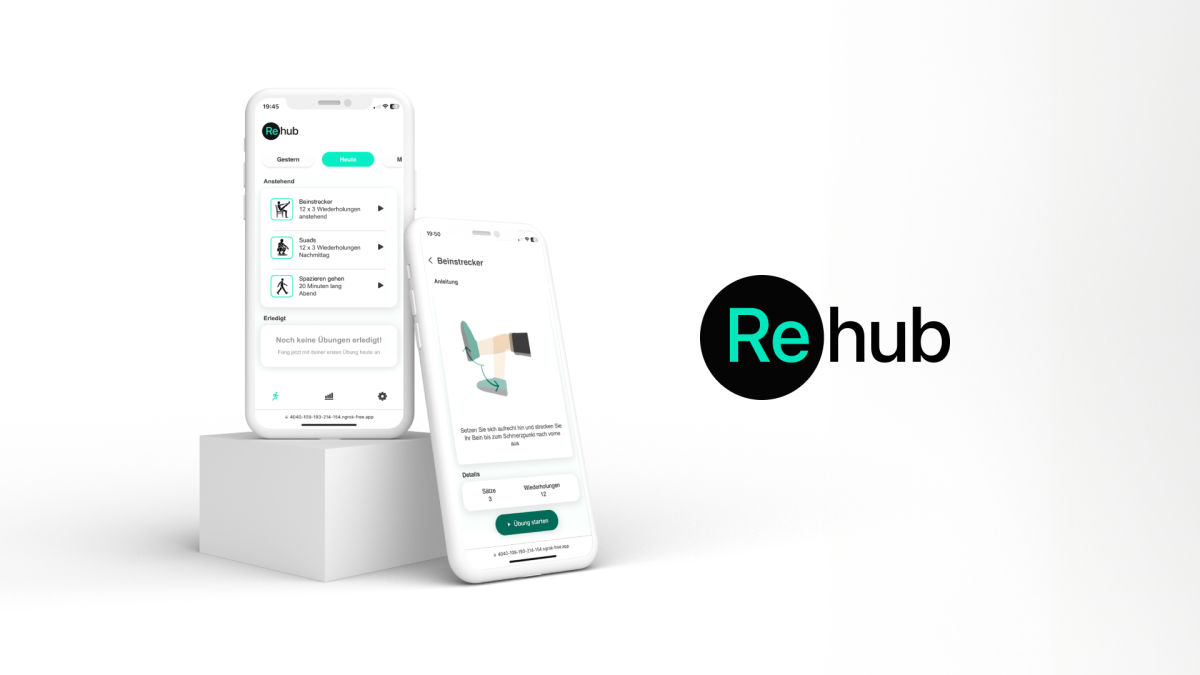 19:45
Rehub
Gestern
Heute
M
Anstehend
Beinstrecker
12 x 3 Wiederholungen
anstehend
Suads
12 x 3 Wiederholungen
Nachmittag
Spazieren gehen
20 Minuten lang
Abend
Erledigt
Noch keine Übungen erledigt!
Fang jetzt mit deiner ersten Übung heute an
4040-109-193-214-154.ngrok-free.app
19:50
Beinstrecker
Anleitung
Setzen Sie sich aufrecht hin und strecken Sie
Ihr Bein bis zum Schmerzpunkt nach vorne
aus
Details
Sätze
3
Wiederholungen
12
Übung starten
4040-109-193-214-154.ngrok-free.app
Rehub